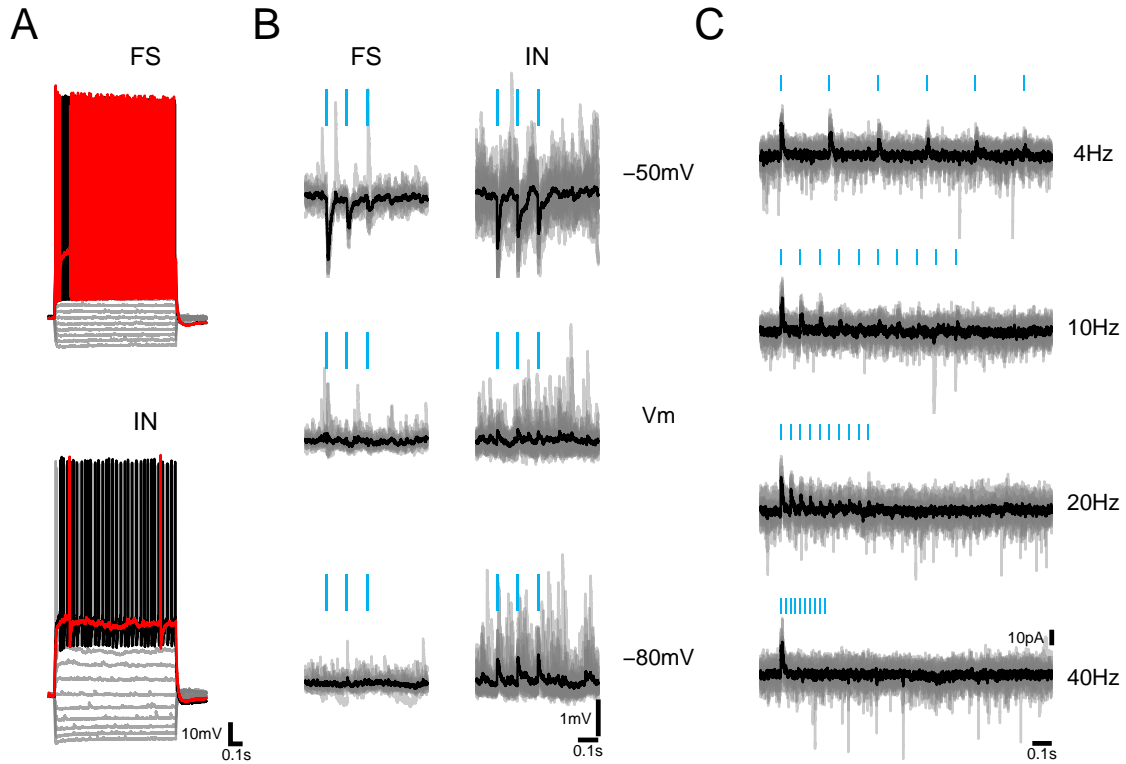 A
FS
IN
10mV
0.1s
B
FS
IN
–50mV
Vm
–80mV
1mV
0.1s
C
4Hz
10Hz
20Hz
10pA
40Hz
0.1s